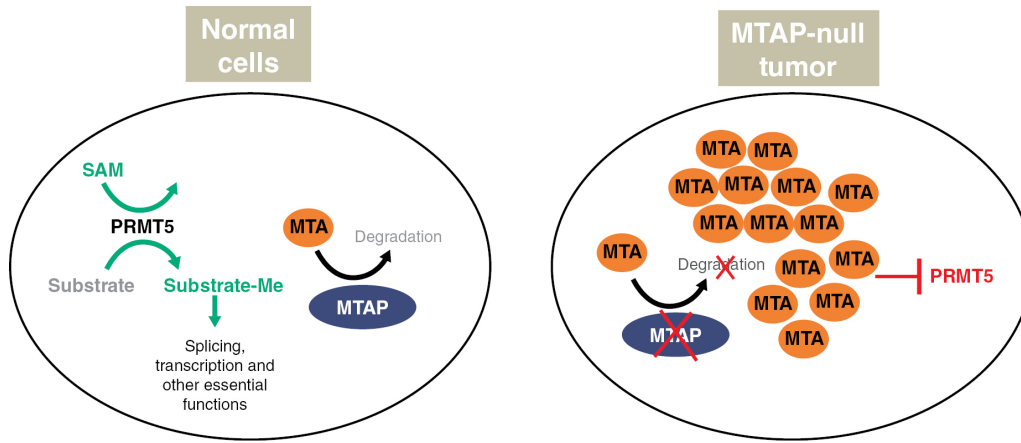 Normal
cells
SAM
PRMT5
Substrate
Substrate-Me
Splicing,
transcription and
other essential
functions
MTA
Degradation
MTAP
MTAP-null
tumor
MTA
Degradation
MTAP
MTA
MTA
MTA
MTA
MTA
MTA
MTA
MTA
MTA
MTA
MTA
MTA
MTA
MTA
PRMT5